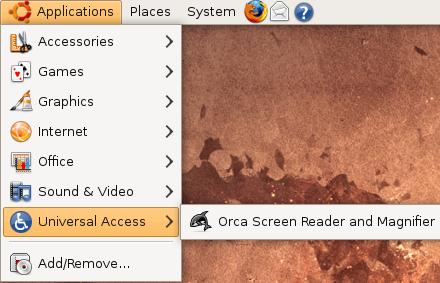 Applications Places System
Accessories
Games
Graphics
Internet
Office
Sound & Video
Universal Access
Orca Screen Reader and Magnifier
Add/Remove...